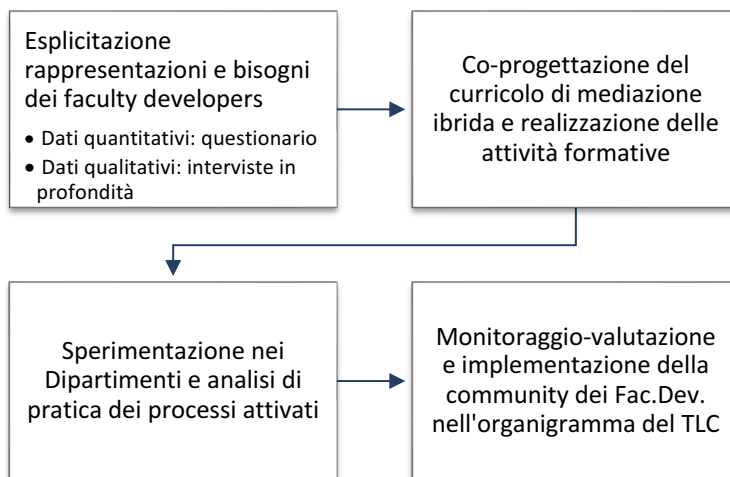 Esplicitazione
rappresentazioni e bisogni
dei faculty developers
• Dati quantitativi: questionario
• Dati qualitativi: interviste in
profondità
Co-progettazione del
curricolo di mediazione
ibrida e realizzazione delle
attività formative
Sperimentazione nei
Dipartimenti e analisi di
pratica dei processi attivati
Monitoraggio-valutazione
e implementazione della
community dei Fac.Dev.
nell'organigramma del TLC